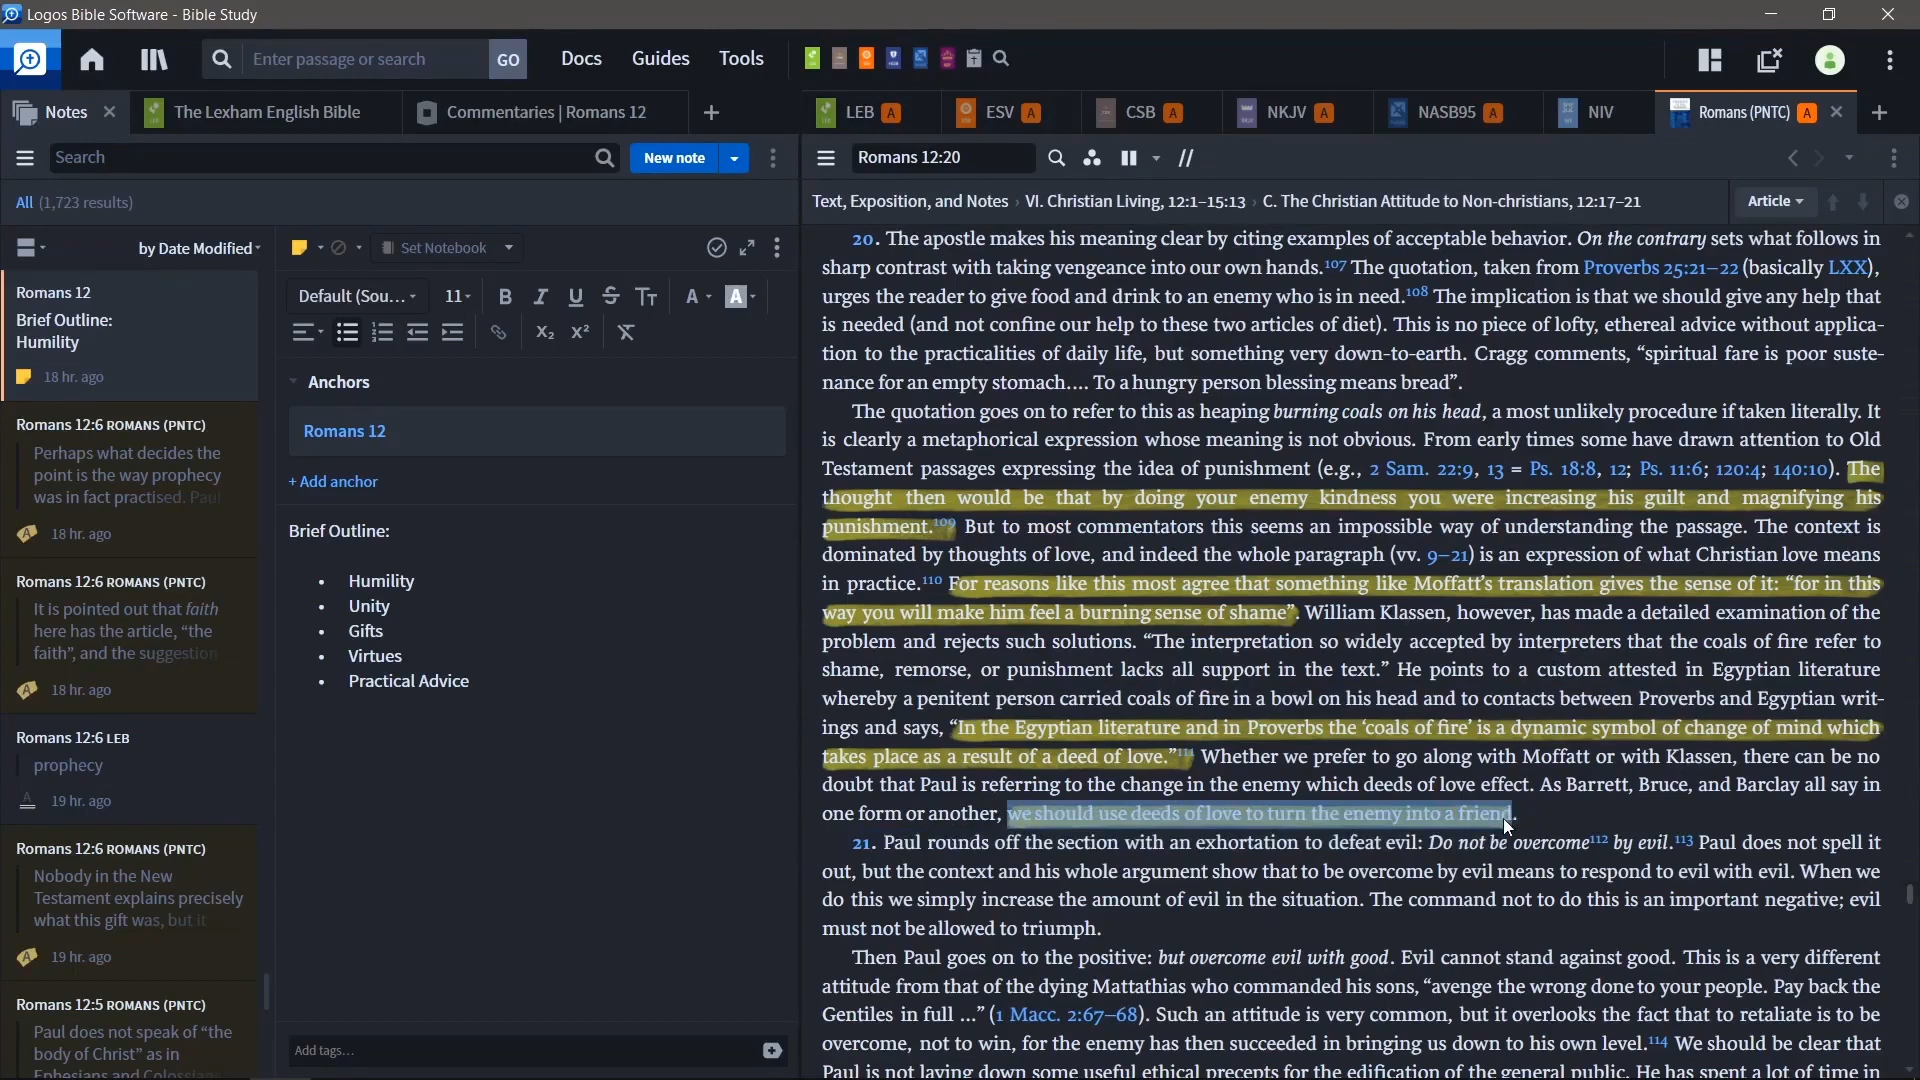 Logos Bible Software - Bible Study
Enter passage or search
GO
Docs
Guides
Tools
Notes
The Lexham English Bible
Commentaries | Romans 12
LEB A
ESV A
CSB A
NKJV A
NASB95 A
NIV
Romans (PNTC) A
Search
New note
Romans 12:20
All (1,723 results)
Text, Exposition, and Notes › VI. Christian Living, 12:1–15:13 › C. The Christian Attitude to Non-christians, 12:17–21
Article
by Date Modified
Set Notebook
Default (Sou...
11
B I U S TT A A
X₂ X²
Romans 12
Brief Outline:
Humility
18 hr. ago
Romans 12:6 ROMANS (PNTC)
Perhaps what decides the
point is the way prophecy
was in fact practised. Paul
18 hr. ago
Romans 12:6 ROMANS (PNTC)
It is pointed out that faith
here has the article, “the
faith”, and the suggestion
18 hr. ago
Romans 12:6 LEB
prophecy
19 hr. ago
Romans 12:6 ROMANS (PNTC)
Nobody in the New
Testament explains precisely
what this gift was, but it
19 hr. ago
Romans 12:5 ROMANS (PNTC)
Paul does not speak of “the
body of Christ” as in
Ephesians and Colossians
Anchors
Romans 12
+ Add anchor
Brief Outline:
• Humility
• Unity
• Gifts
• Virtues
• Practical Advice
Add tags...
20. The apostle makes his meaning clear by citing examples of acceptable behavior. On the contrary sets what follows in
sharp contrast with taking vengeance into our own hands.¹⁰⁷ The quotation, taken from Proverbs 25:21–22 (basically LXX),
urges the reader to give food and drink to an enemy who is in need.¹⁰⁸ The implication is that we should give any help that
is needed (and not confine our help to these two articles of diet). This is no piece of lofty, ethereal advice without applica-
tion to the practicalities of daily life, but something very down-to-earth. Cragg comments, “spiritual fare is poor suste-
nance for an empty stomach.… To a hungry person blessing means bread”.
The quotation goes on to refer to this as heaping burning coals on his head, a most unlikely procedure if taken literally. It
is clearly a metaphorical expression whose meaning is not obvious. From early times some have drawn attention to Old
Testament passages expressing the idea of punishment (e.g., 2 Sam. 22:9, 13 = Ps. 18:8, 12; Ps. 11:6; 120:4; 140:10). The
thought then would be that by doing your enemy kindness you were increasing his guilt and magnifying his
punishment.¹⁰⁹ But to most commentators this seems an impossible way of understanding the passage. The context is
dominated by thoughts of love, and indeed the whole paragraph (vv. 9–21) is an expression of what Christian love means
in practice.¹¹⁰ For reasons like this most agree that something like Moffatt’s translation gives the sense of it: “for in this
way you will make him feel a burning sense of shame”. William Klassen, however, has made a detailed examination of the
problem and rejects such solutions. “The interpretation so widely accepted by interpreters that the coals of fire refer to
shame, remorse, or punishment lacks all support in the text.” He points to a custom attested in Egyptian literature
whereby a penitent person carried coals of fire in a bowl on his head and to contacts between Proverbs and Egyptian writ-
ings and says, “In the Egyptian literature and in Proverbs the ‘coals of fire’ is a dynamic symbol of change of mind which
takes place as a result of a deed of love.”¹¹¹ Whether we prefer to go along with Moffatt or with Klassen, there can be no
doubt that Paul is referring to the change in the enemy which deeds of love effect. As Barrett, Bruce, and Barclay all say in
one form or another, we should use deeds of love to turn the enemy into a friend.
21. Paul rounds off the section with an exhortation to defeat evil: Do not be overcome¹¹² by evil.¹¹³ Paul does not spell it
out, but the context and his whole argument show that to be overcome by evil means to respond to evil with evil. When we
do this we simply increase the amount of evil in the situation. The command not to do this is an important negative; evil
must not be allowed to triumph.
Then Paul goes on to the positive: but overcome evil with good. Evil cannot stand against good. This is a very different
attitude from that of the dying Mattathias who commanded his sons, “avenge the wrong done to your people. Pay back the
Gentiles in full …” (1 Macc. 2:67–68). Such an attitude is very common, but it overlooks the fact that to retaliate is to be
overcome, not to win, for the enemy has then succeeded in bringing us down to his own level.¹¹⁴ We should be clear that
Paul is not laying down some useful ethical precepts for the edification of the general public. He has spent a lot of time in